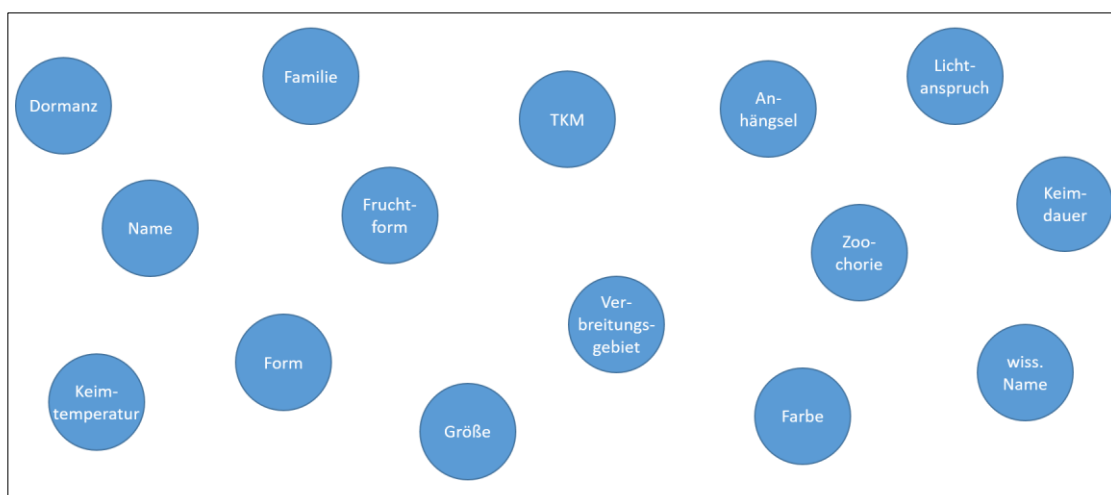 Dormanz
Familie
TKM
An-
hängsel
Licht-
anspruch
Name
Frucht-
form
Zoo-
chorie
Keim-
dauer
Keim-
temperatur
Form
Größe
Ver-
breitungs-
gebiet
Farbe
wiss.
Name